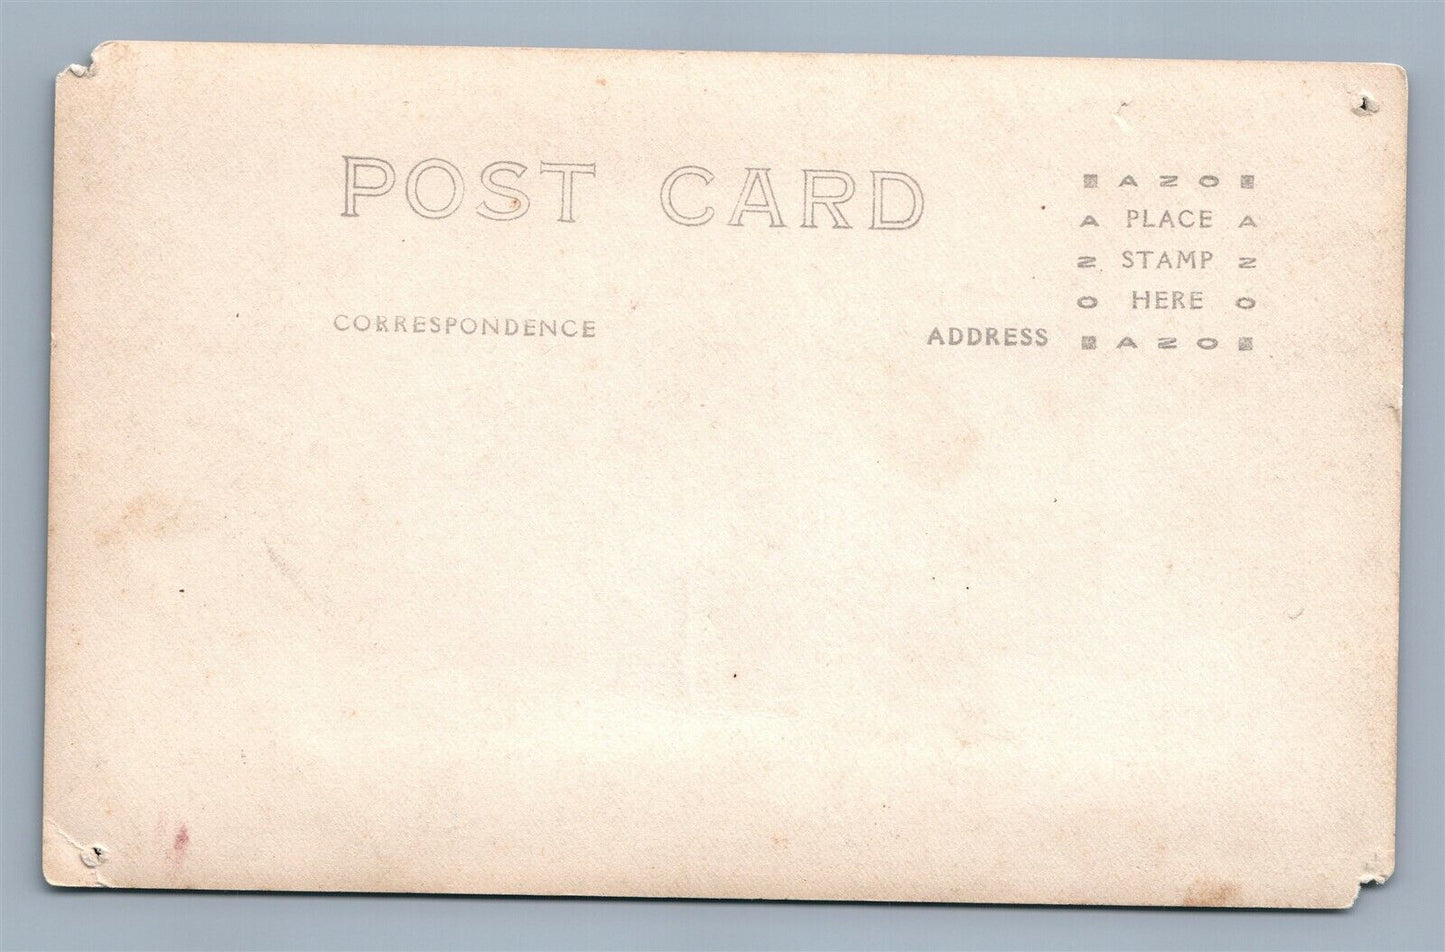 POST CARD
CORRESPONDENCE
ADDRESS
AZO
A PLACE A
Z STAMP Z
O HERE O
AZO